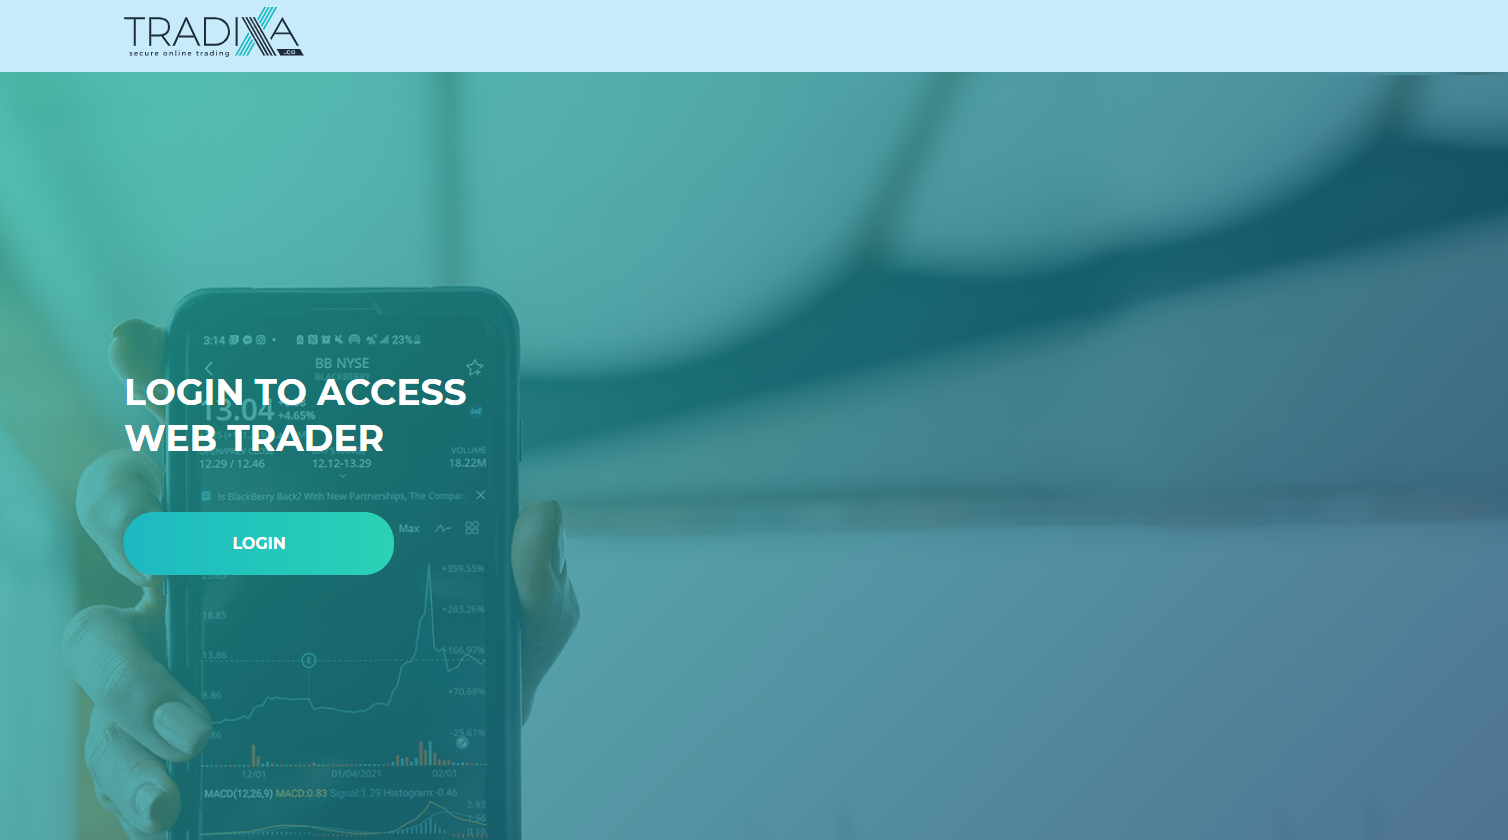 TRADIXA
secure online trading
.CO
3:14
23%
BB NYSE
BLACKBERRY
LOGIN TO ACCESS
13.04
+4.65%
WEB TRADER
VOLUME
12.29 / 12.46
12.12-13.29
18.22M
Is BlackBerry Back? With New Partnerships, The Compan
Max
LOGIN
+359.55%
18.85
+263.26%
13.86
+166.97%
E
8.86
+70.68%
-25.61%
12/01
01/04/2021
02/01
MACD(12,26,9) MACD:0.83 Signal:1.29 Histogram:-0.46
2.93
1.56
0.19